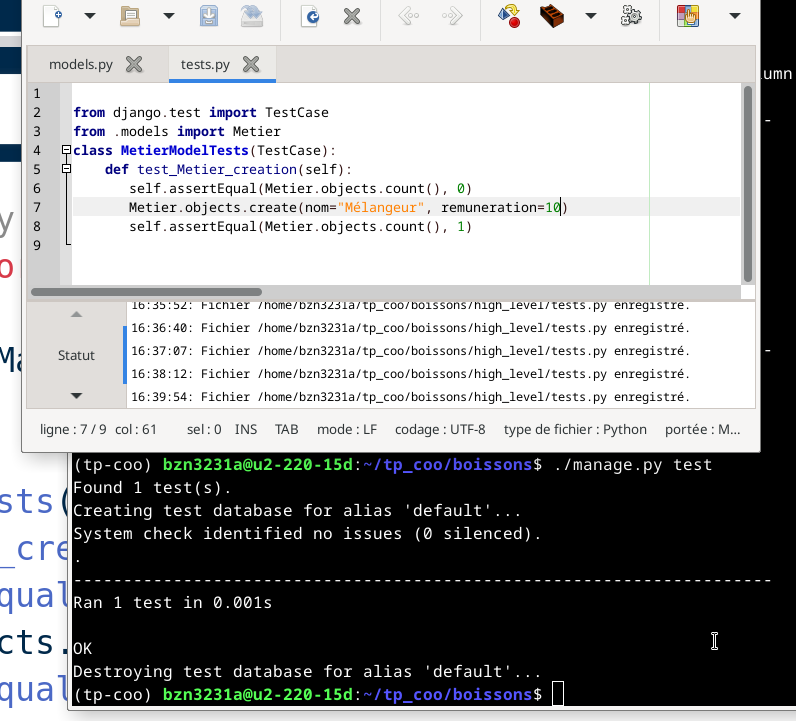 models.py
tests.py
1
2 from django.test import TestCase
3 from .models import Metier
4 class MetierModelTests(TestCase):
5 def test_Metier_creation(self):
6 self.assertEqual(Metier.objects.count(), 0)
7 Metier.objects.create(nom="Mélangeur", remuneration=10)
8 self.assertEqual(Metier.objects.count(), 1)
9
Statut
16:35:52: Fichier /home/bzn3231a/tp_coo/boissons/high_level/tests.py enregistré.
16:36:40: Fichier /home/bzn3231a/tp_coo/boissons/high_level/tests.py enregistré.
16:37:07: Fichier /home/bzn3231a/tp_coo/boissons/high_level/tests.py enregistré.
16:38:12: Fichier /home/bzn3231a/tp_coo/boissons/high_level/tests.py enregistré.
16:39:54: Fichier /home/bzn3231a/tp_coo/boissons/high_level/tests.py enregistré.
ligne : 7 / 9 col : 61 sel : 0 INS TAB mode : LF codage : UTF-8 type de fichier : Python portée : M...
(tp-coo) bzn3231a@u2-220-15d:~/tp_coo/boissons$ ./manage.py test
Found 1 test(s).
Creating test database for alias 'default'...
System check identified no issues (0 silenced).
.
----------------------------------------------------------------------
Ran 1 test in 0.001s
OK
Destroying test database for alias 'default'...
(tp-coo) bzn3231a@u2-220-15d:~/tp_coo/boissons$
umn
-
-
y
o
Ma
sts(
_cre
qual
cts.
qual